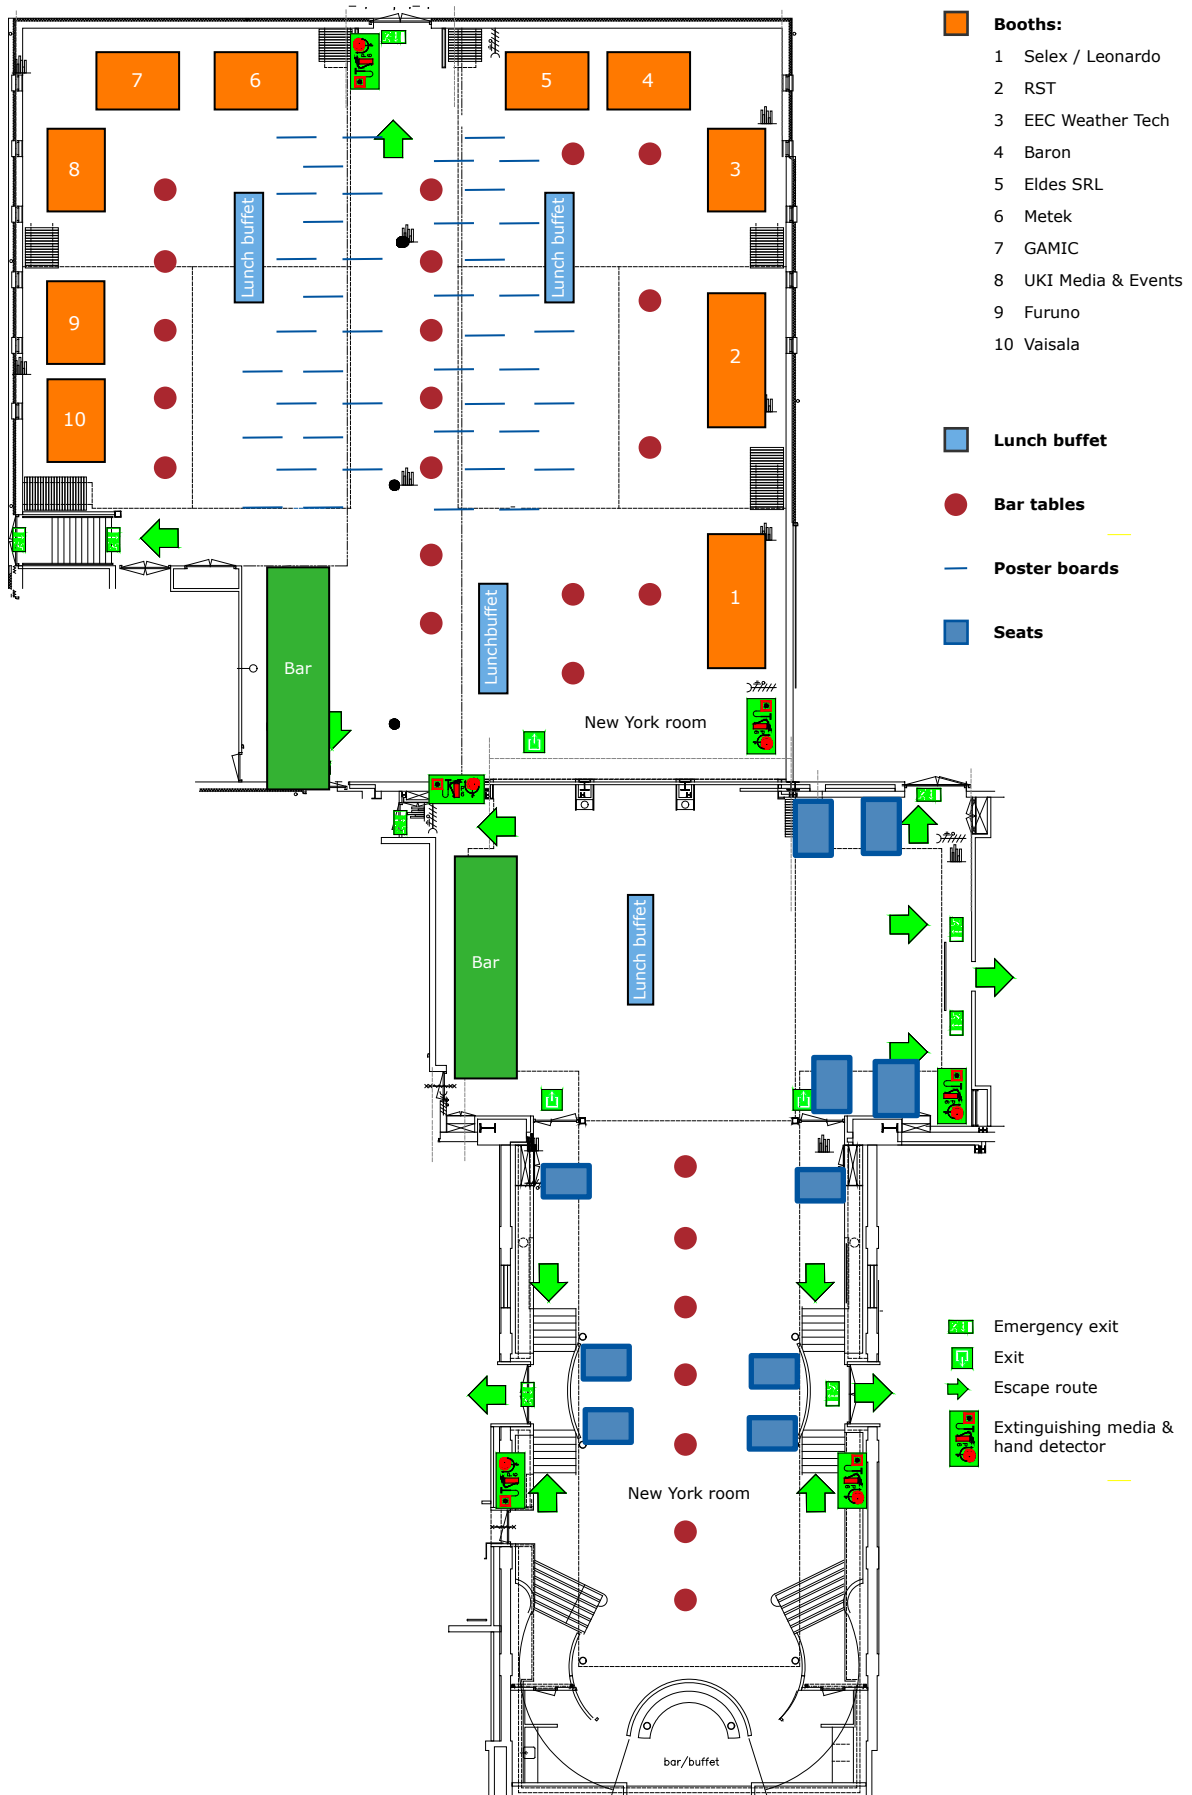 7
6
5
4
8
3
Lunch buffet
Lunch buffet
9
2
10
1
Lunchbuffet
Bar
New York room
Bar
Lunch buffet
New York room
bar/buffet
Booths:
1 Selex / Leonardo
2 RST
3 EEC Weather Tech
4 Baron
5 Eldes SRL
6 Metek
7 GAMIC
8 UKI Media & Events
9 Furuno
10 Vaisala
Lunch buffet
Bar tables
Poster boards
Seats
Emergency exit
Exit
Escape route
Extinguishing media &
hand detector